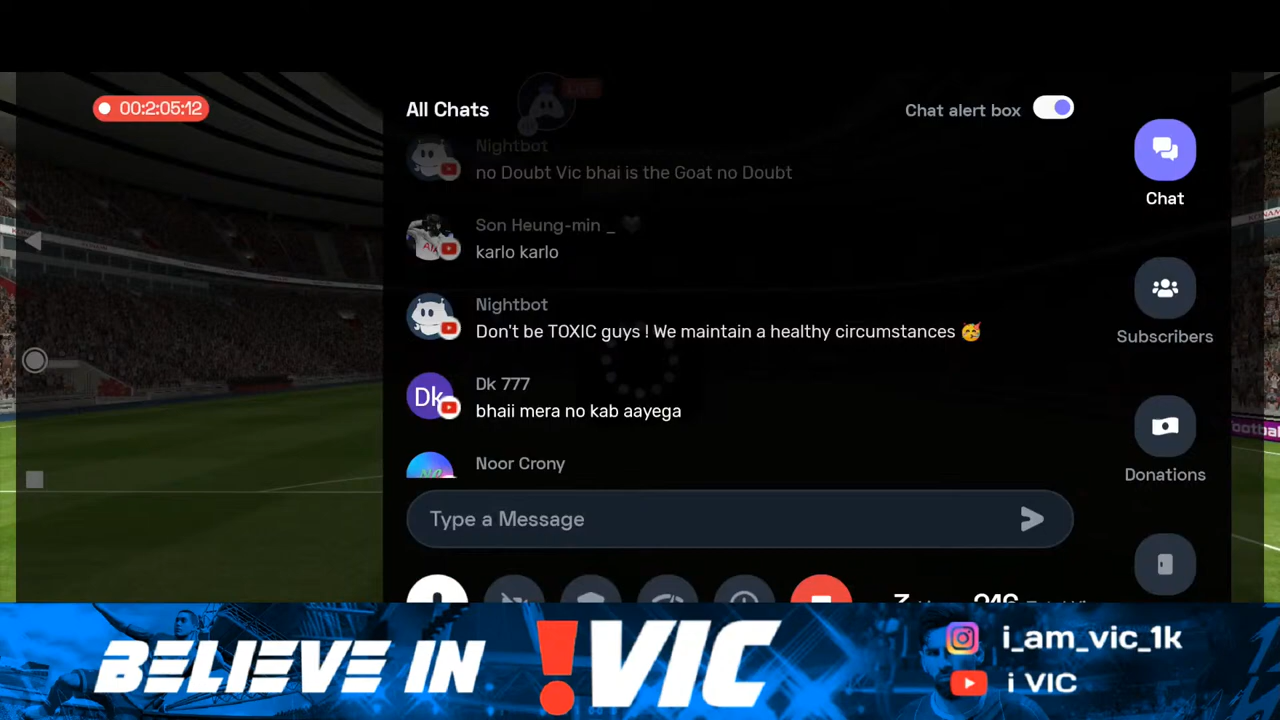 00:2:05:12
All Chats
Chat alert box
Nightbot
no Doubt Vic bhai is the Goat no Doubt
Chat
Son Heung-min _
karlo karlo
Nightbot
Don't be TOXIC guys ! We maintain a healthy circumstances 🥳
Subscribers
Dk
Dk 777
bhaii mera no kab aayega
Noor Crony
Donations
Type a Message
BELIEVE IN !VIC
i_am_vic_1k
i VIC